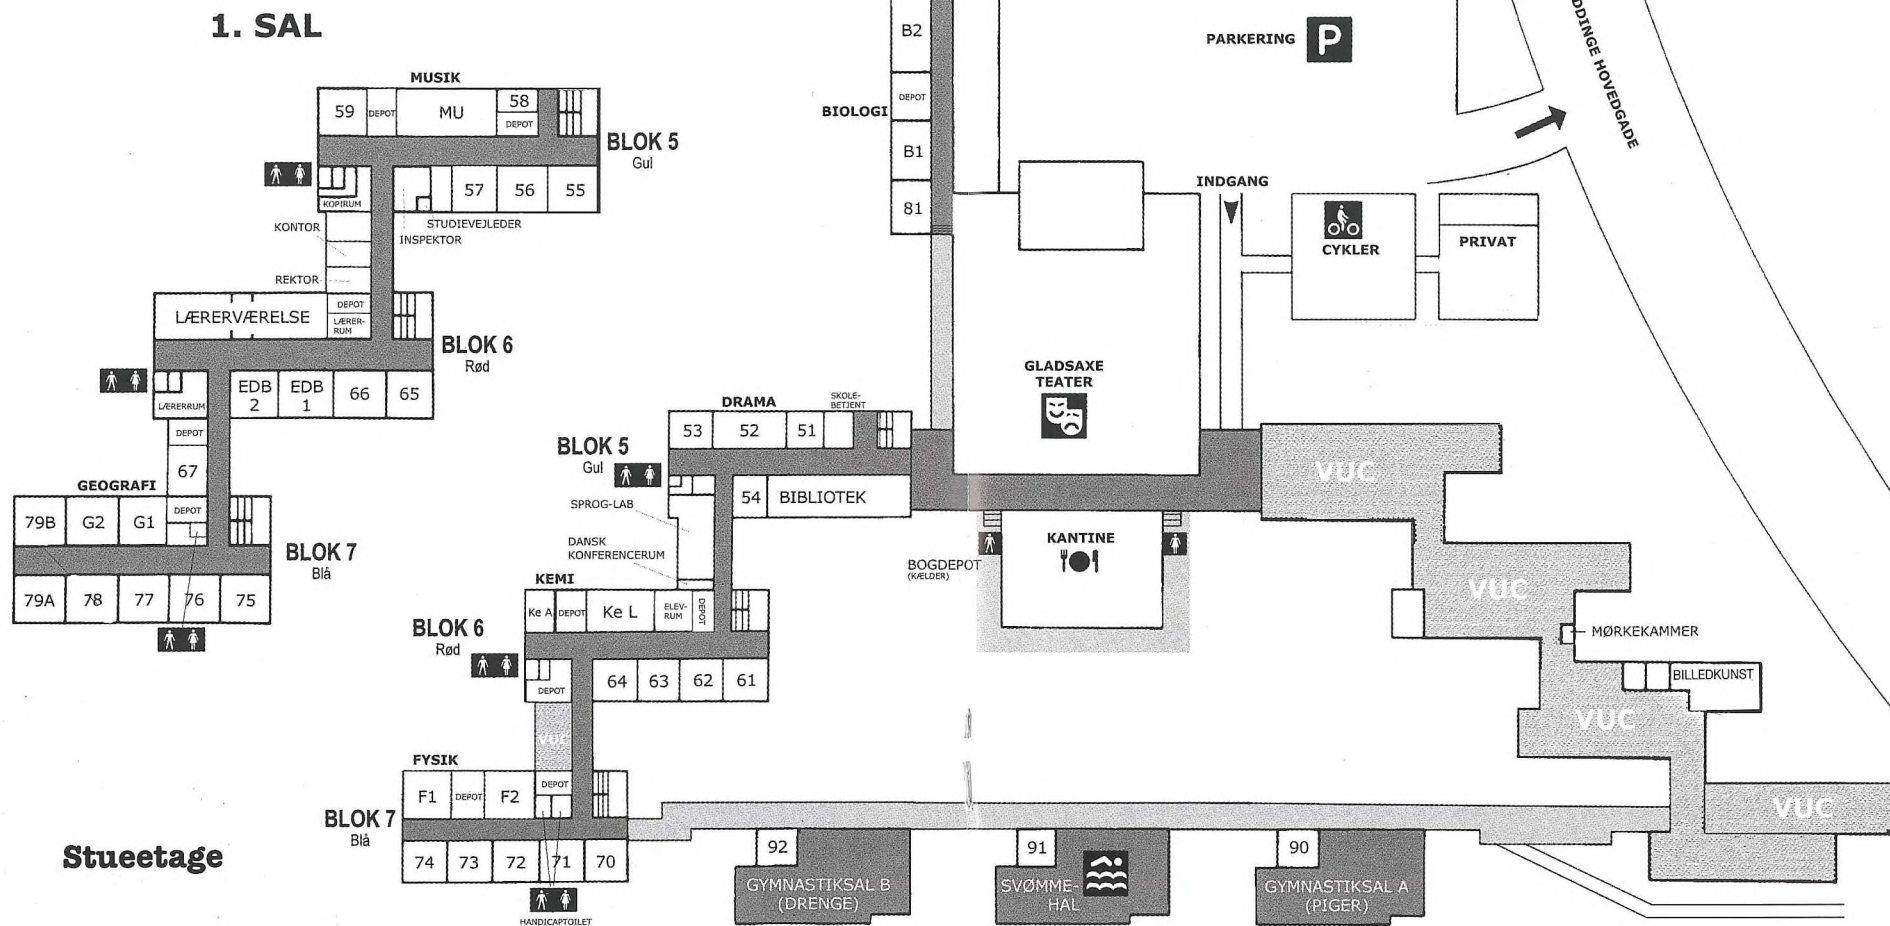 1. SAL
MUSIK
59
DEPOT
MU
58
DEPOT
BLOK 5
Gul
KOPIRUM
57
56
55
STUDIEVEJLEDER
INSPEKTOR
KONTOR
REKTOR
LÆRERVÆRELSE
DEPOT
LÆRER-
RUM
BLOK 6
Rød
LÆRERRUM
EDB
2
EDB
1
66
65
DEPOT
67
GEOGRAFI
79B
G2
G1
DEPOT
BLOK 7
Blå
79A
78
77
76
75
B2
DEPOT
BIOLOGI
B1
81
PARKERING
P
DDINGE HOVEDGADE
INDGANG
CYKLER
PRIVAT
GLADSAXE
TEATER
DRAMA
SKOLE-
BETJENT
53
52
51
BLOK 5
Gul
54
BIBLIOTEK
SPROG-LAB
DANSK
KONFERENCERUM
KANTINE
BOGDEPOT
(KÆLDER)
VUC
VUC
MØRKEKAMMER
BILLEDKUNST
VUC
VUC
KEMI
Ke A
DEPOT
Ke L
ELEV-
RUM
DEPOT
BLOK 6
Rød
DEPOT
64
63
62
61
VUC
FYSIK
F1
DEPOT
F2
DEPOT
BLOK 7
Blå
74
73
72
71
70
HANDICAPTOILET
Stueetage
92
GYMNASTIKSAL B
(DRENGE)
91
SVØMME-
HAL
90
GYMNASTIKSAL A
(PIGER)